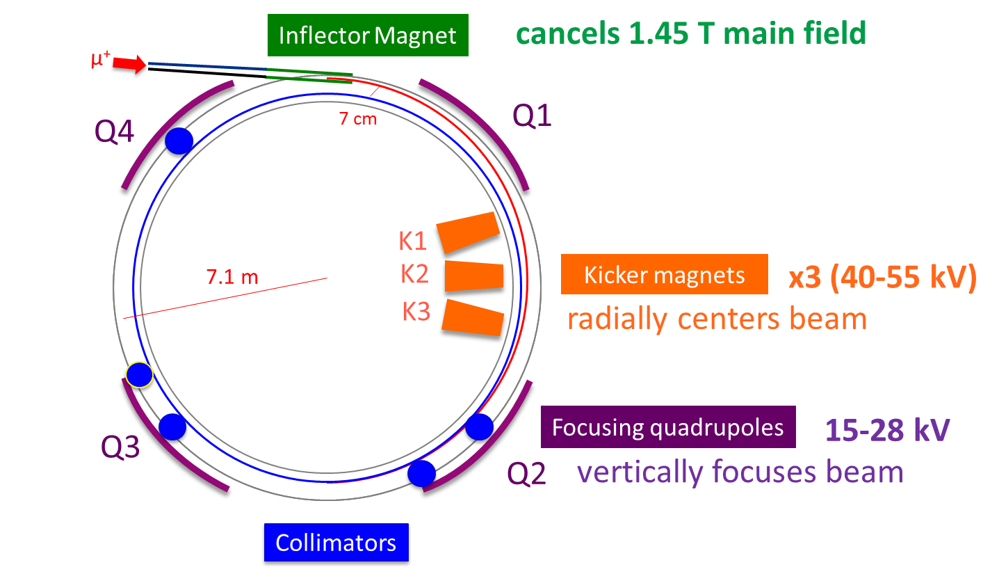 Inflector Magnet
cancels 1.45 T main field
μ+
Q4
7 cm
Q1
K1
K2
K3
7.1 m
Kicker magnets
x3 (40-55 kV)
radially centers beam
Q3
Focusing quadrupoles
15-28 kV
Q2
vertically focuses beam
Collimators